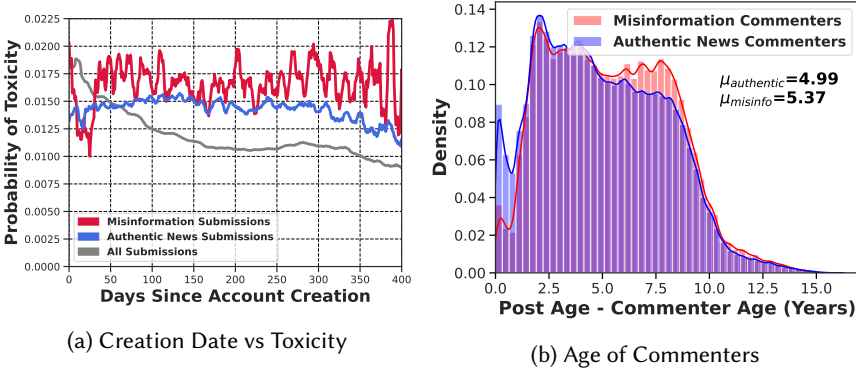 Probability of Toxicity
0.0225
0.0200
0.0175
0.0150
0.0125
0.0100
0.0075
0.0050
0.0025
0.0000
Misinformation Submissions
Authentic News Submissions
All Submissions
0 50 100 150 200 250 300 350 400
Days Since Account Creation
(a) Creation Date vs Toxicity
Density
0.14
0.12
0.10
0.08
0.06
0.04
0.02
0.00
Misinformation Commenters
Authentic News Commenters
μauthentic=4.99
μmisinfo=5.37
0.0 2.5 5.0 7.5 10.0 12.5 15.0
Post Age - Commenter Age (Years)
(b) Age of Commenters